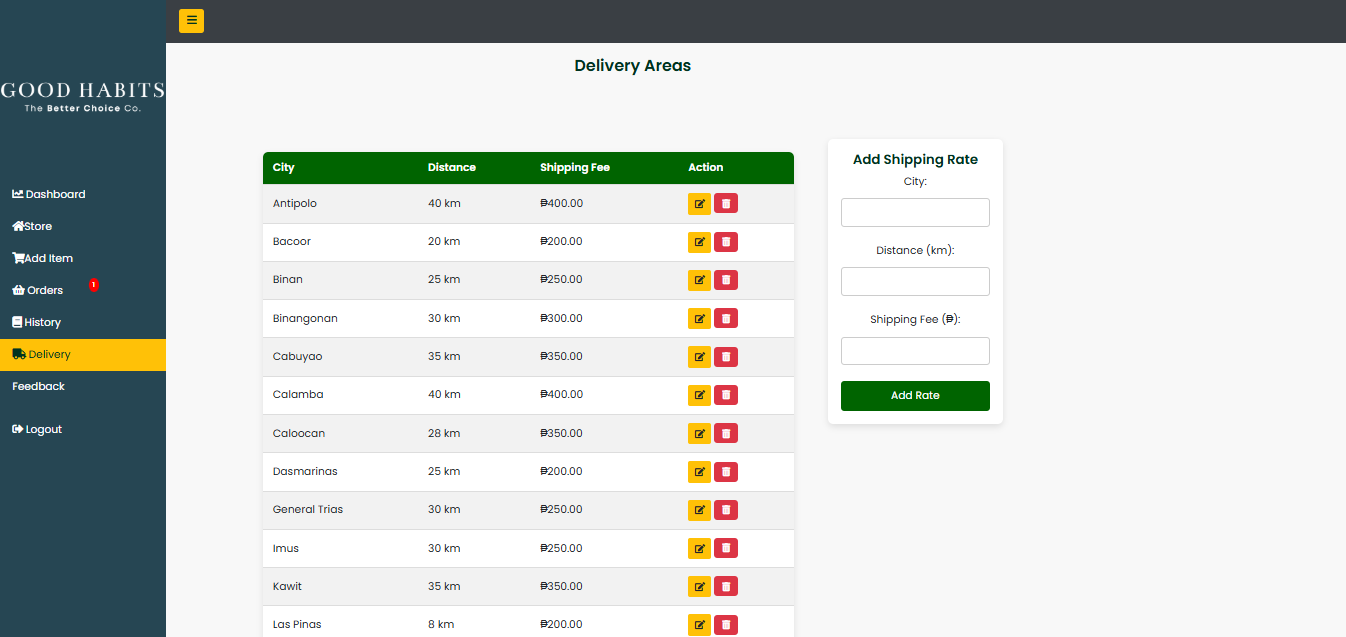 GOOD HABITS
The Better Choice Co.
Dashboard
Store
Add Item
Orders 1
History
Delivery
Feedback
Logout
Delivery Areas
City Distance Shipping Fee Action
Antipolo 40 km ₱400.00
Bacoor 20 km ₱200.00
Binan 25 km ₱250.00
Binangonan 30 km ₱300.00
Cabuyao 35 km ₱350.00
Calamba 40 km ₱400.00
Caloocan 28 km ₱350.00
Dasmarinas 25 km ₱200.00
General Trias 30 km ₱250.00
Imus 30 km ₱250.00
Kawit 35 km ₱350.00
Las Pinas 8 km ₱200.00
Add Shipping Rate
City:
Distance (km):
Shipping Fee (₱):
Add Rate